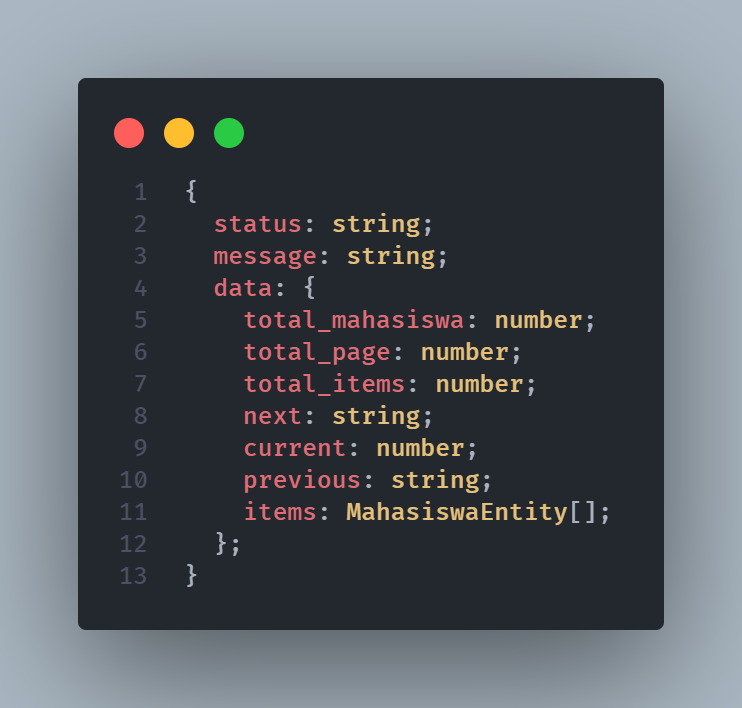 1 {
2 status: string;
3 message: string;
4 data: {
5 total_mahasiswa: number;
6 total_page: number;
7 total_items: number;
8 next: string;
9 current: number;
10 previous: string;
11 items: MahasiswaEntity[];
12 };
13 }